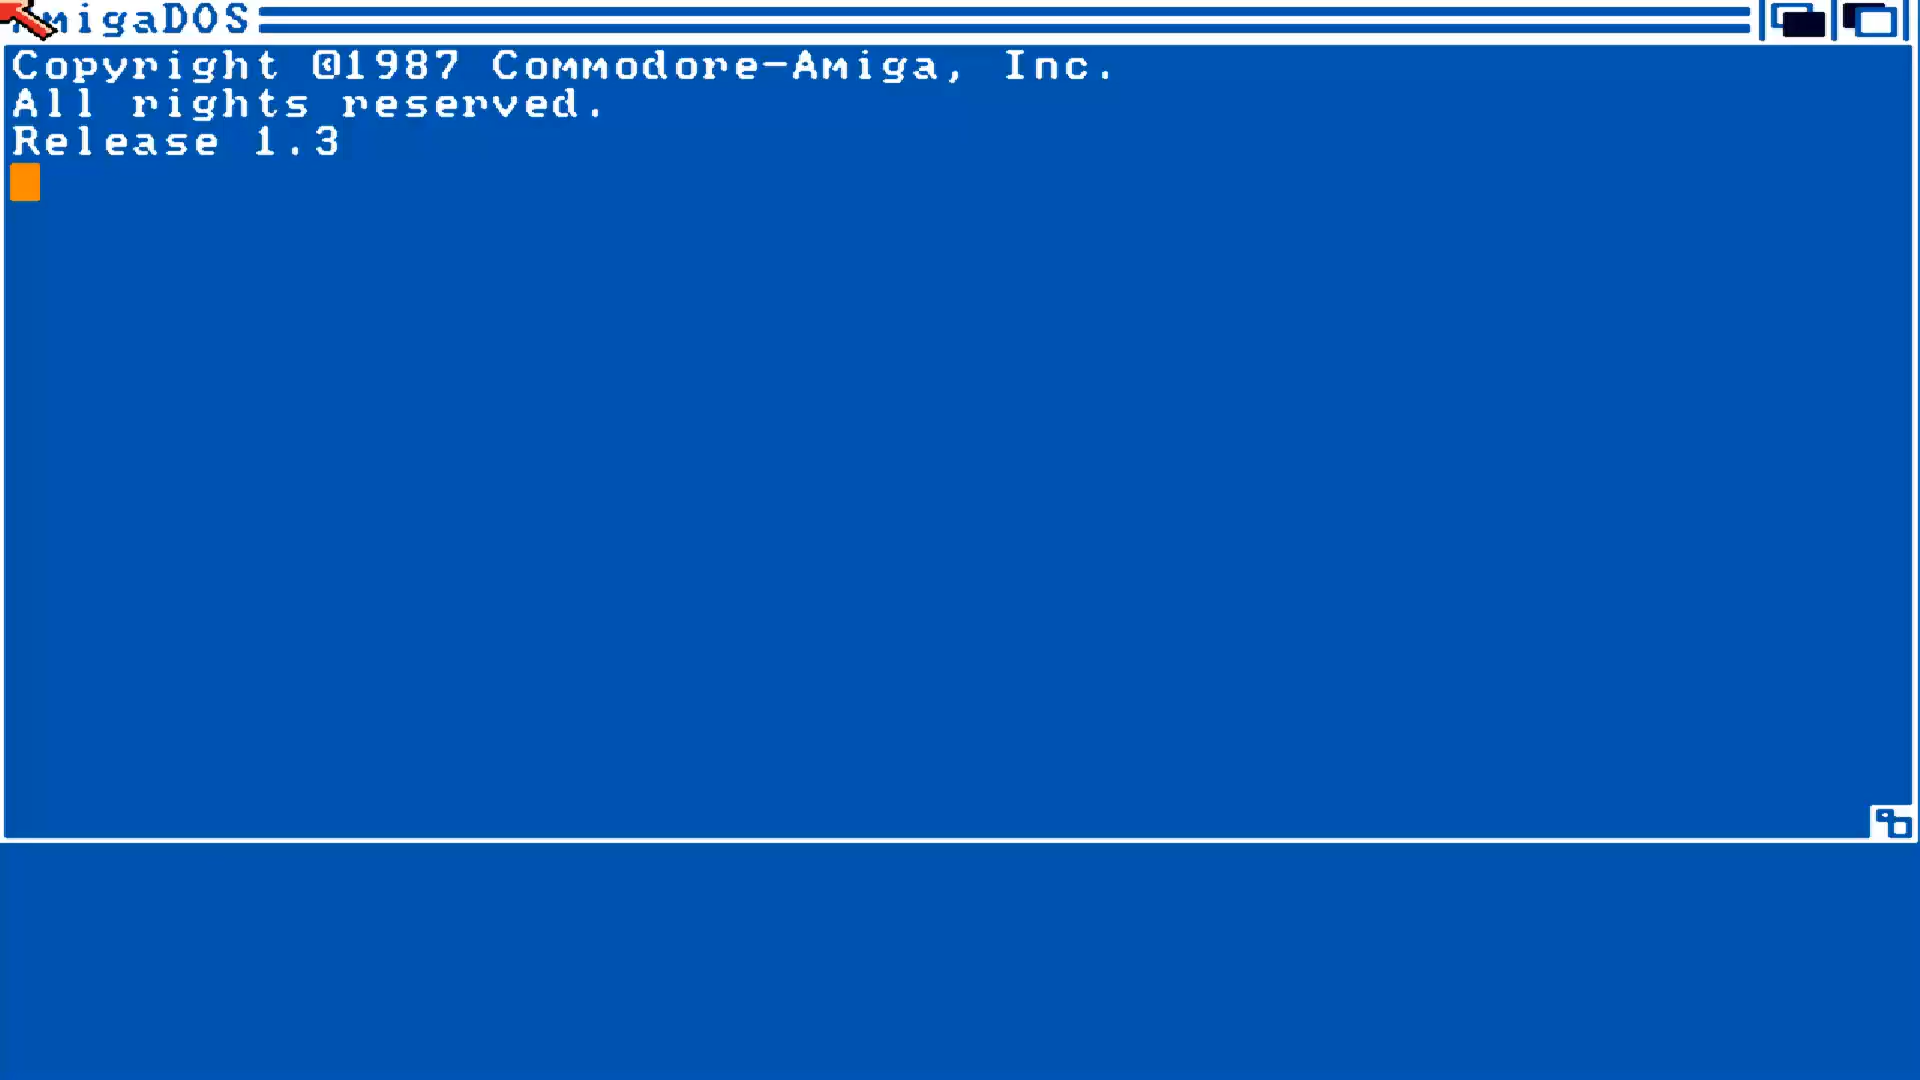 AmigaDOS
Copyright ©1987 Commodore-Amiga, Inc.
All rights reserved.
Release 1.3